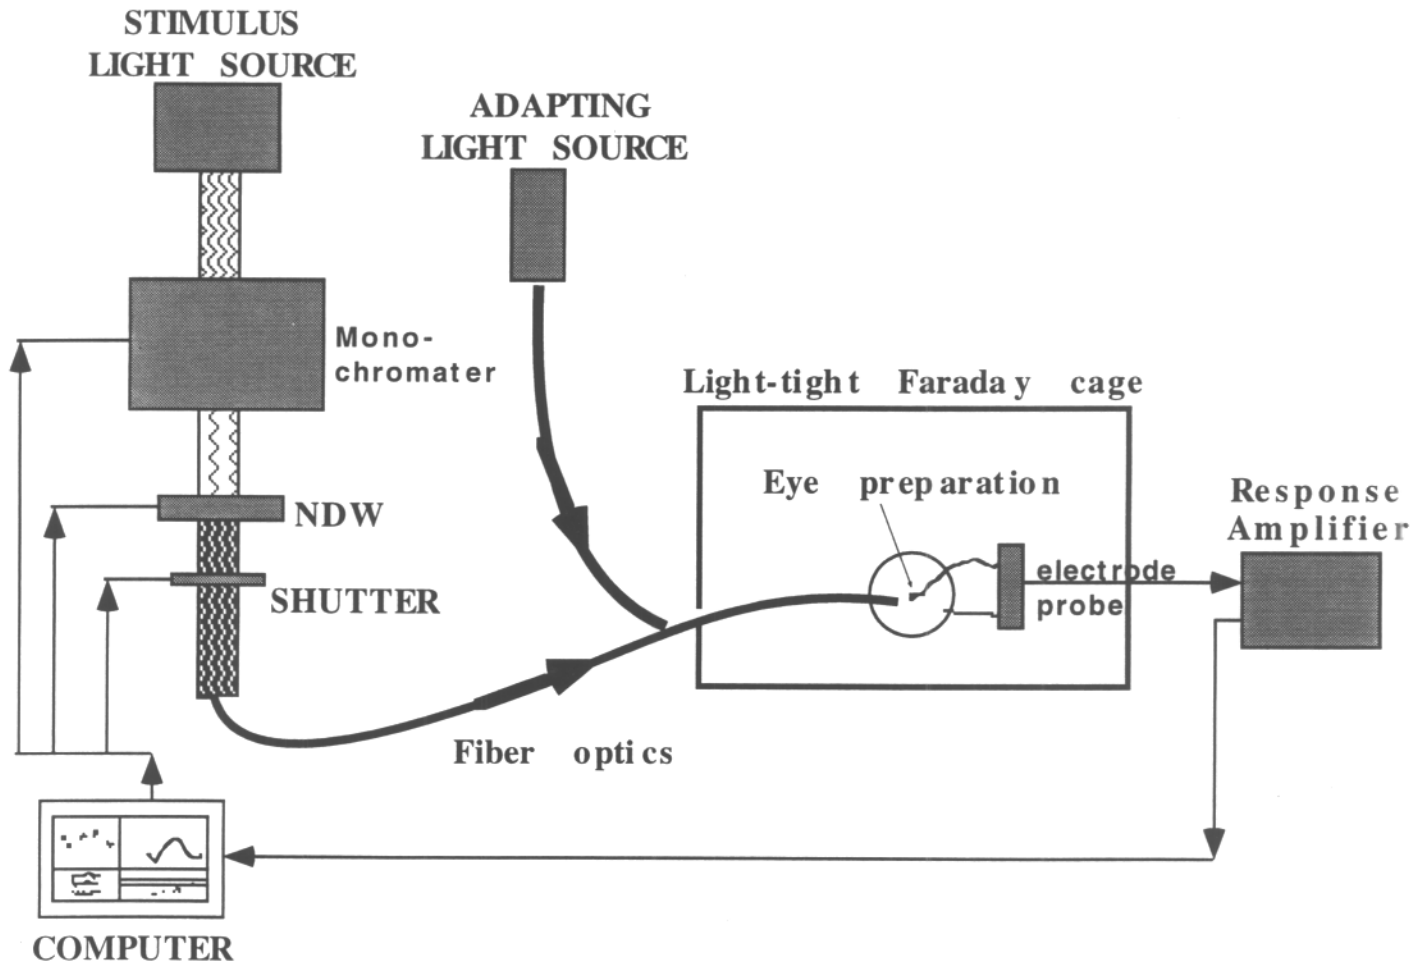 STIMULUS
LIGHT SOURCE
ADAPTING
LIGHT SOURCE
Mono-
chromater
Light-tight Faraday cage
Eye preparation
Response
Amplifier
NDW
electrode
probe
SHUTTER
Fiber optics
COMPUTER